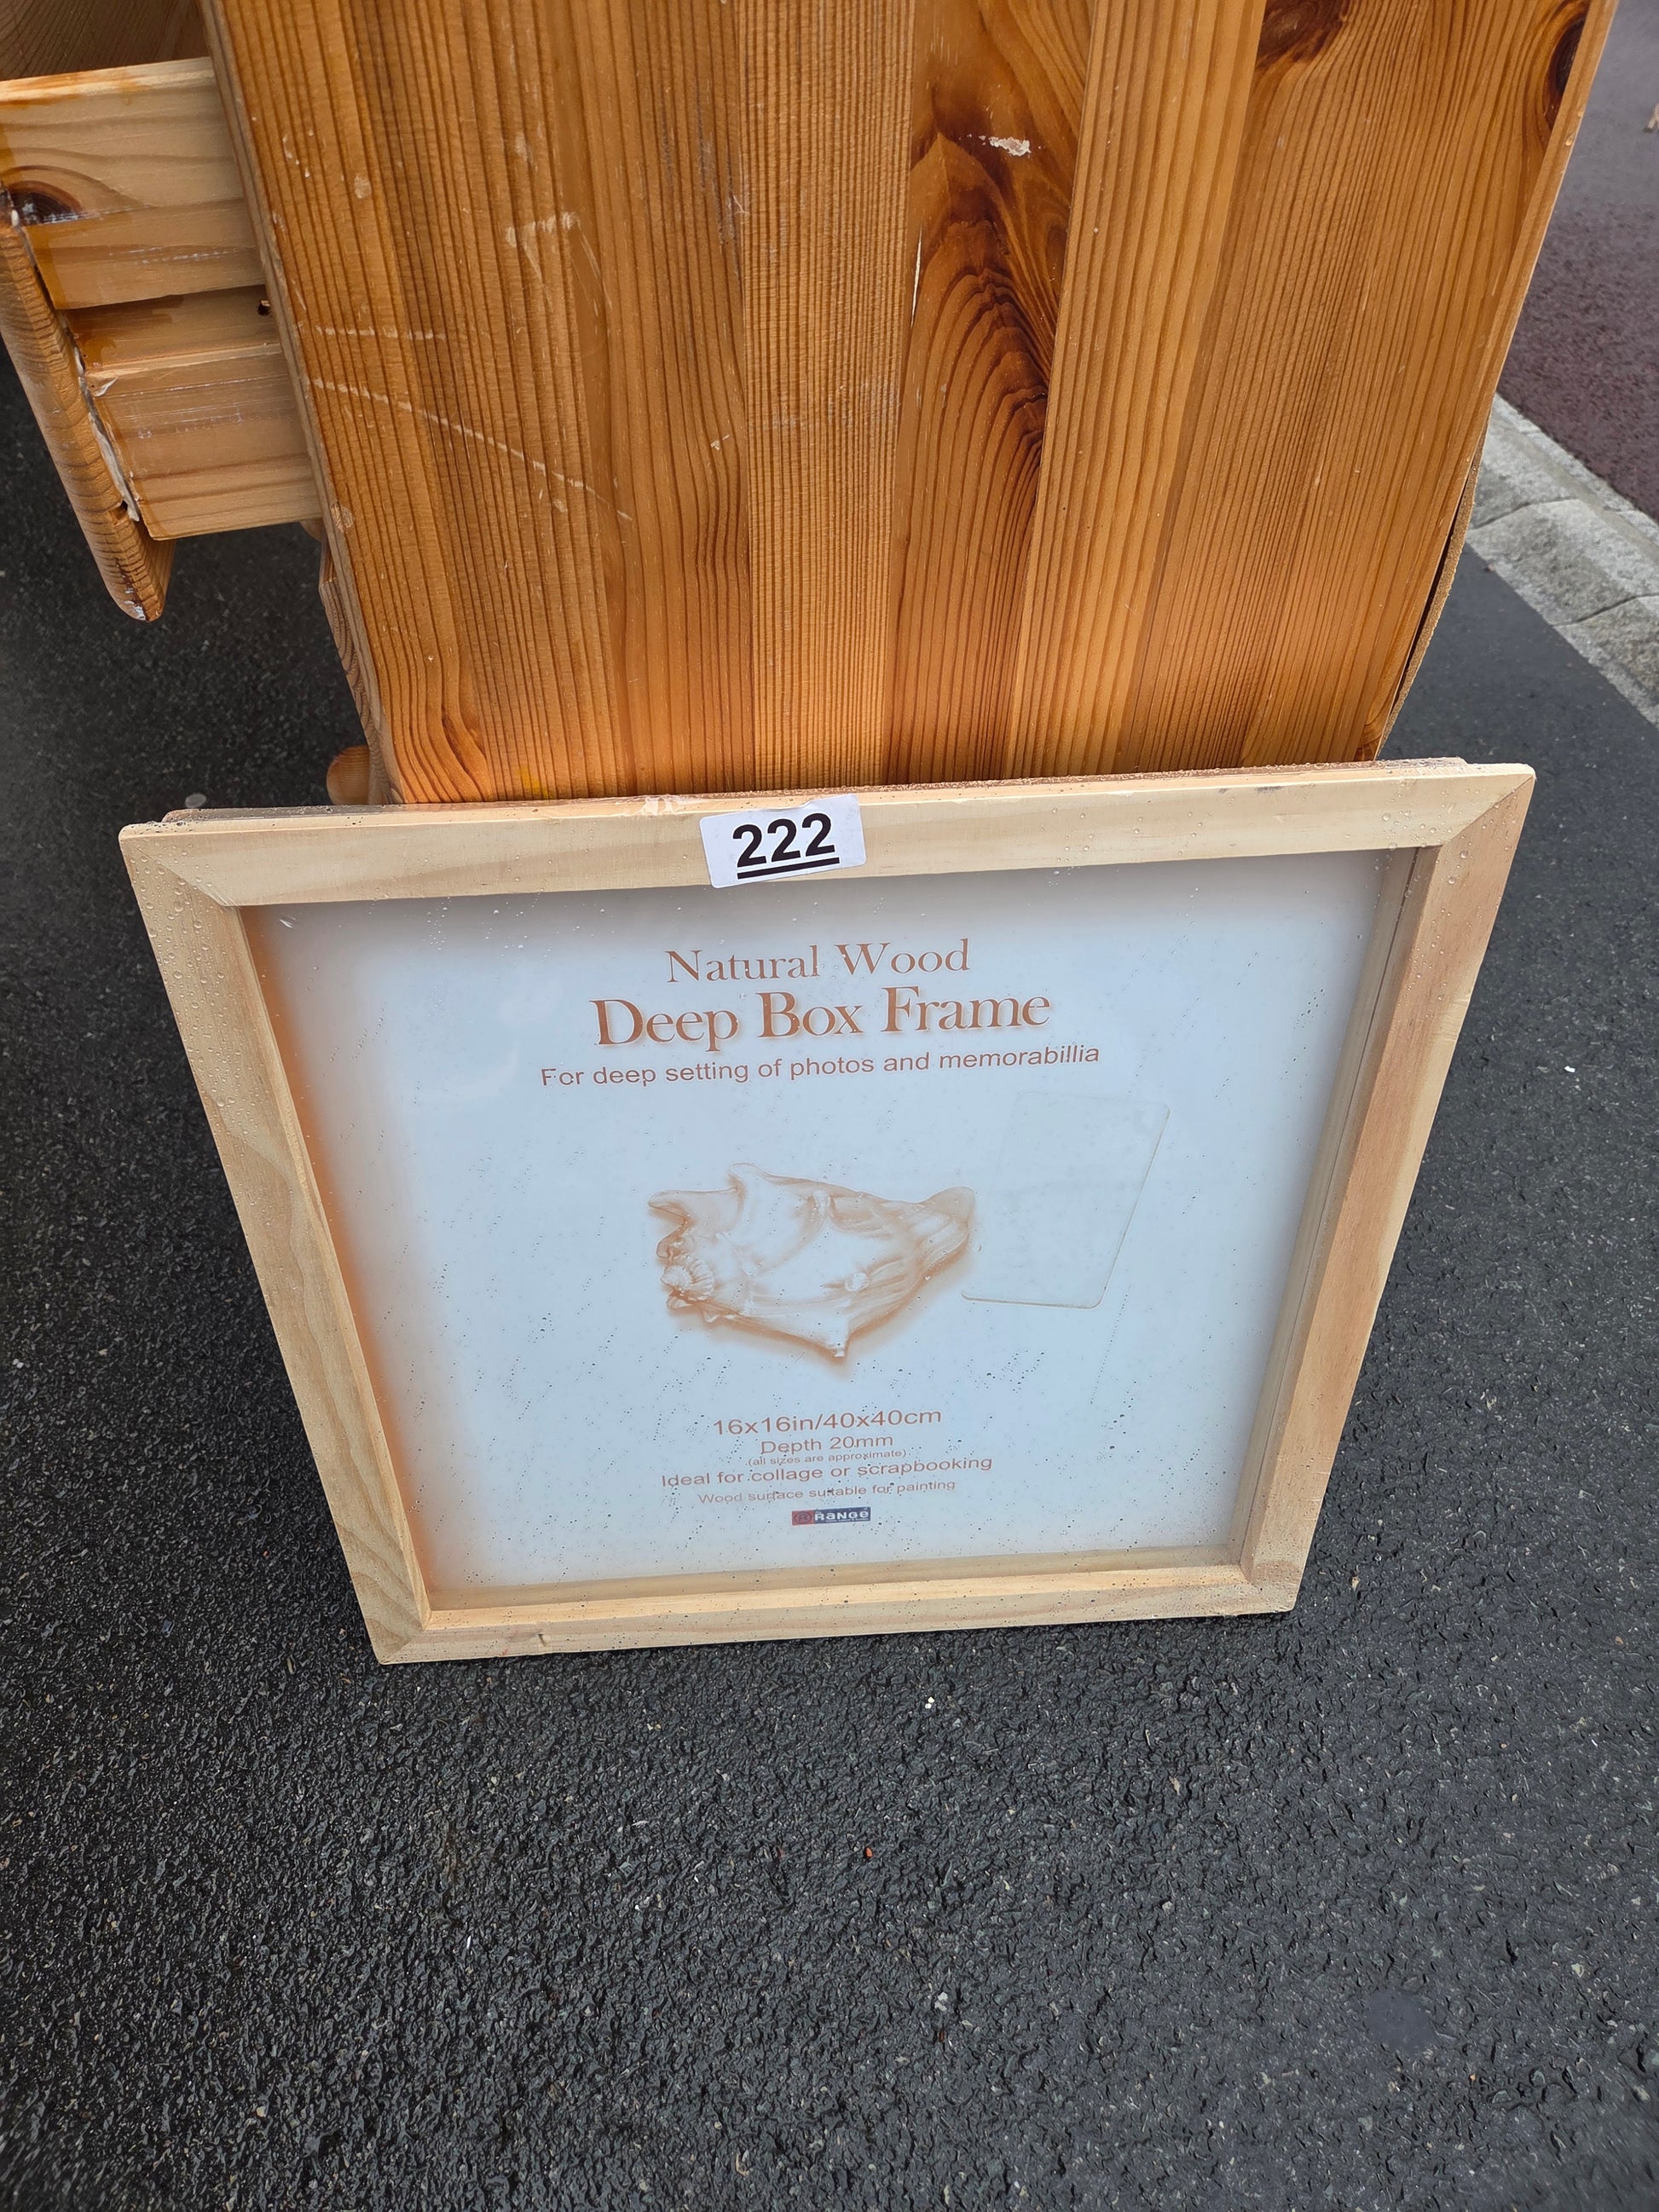 222
Natural Wood
Deep Box Frame
For deep setting of photos and memorabillia
16x16in/40x40cm
Depth 20mm
(all sizes are approximate)
Ideal for collage or scrapbooking
Wood surface suitable for painting
RANGE